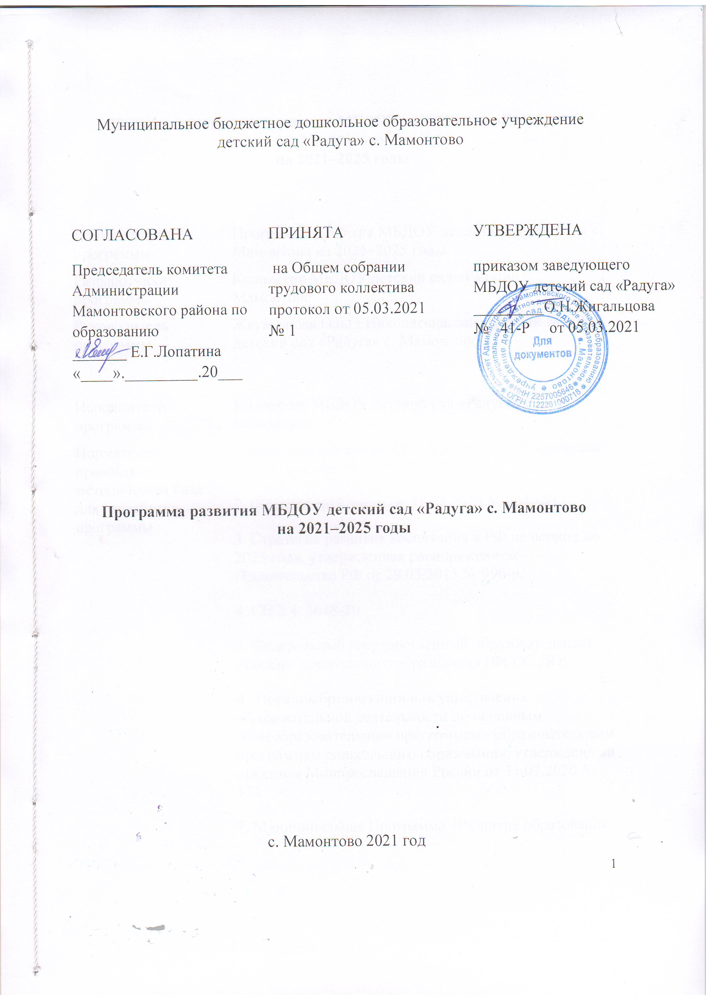 Муниципальное бюджетное дошкольное образовательное учреждение
детский сад «Радуга» с. Мамонтово
СОГЛАСОВАНА
Председатель комитета
Администрации
Мамонтовского района по
образованию
_______ Е.Г.Лопатина
«____».__________.20___
ПРИНЯТА
на Общем собрании
трудового коллектива
протокол от 05.03.2021
№ 1
УТВЕРЖДЕНА
приказом заведующего
МБДОУ детский сад «Радуга»
_________О.Н.Жигальцова
№ 41-Р от 05.03.2021
комитет Администрации Мамонтовского района по образованию
ОГРН 1122261000718
муниципальное бюджетное дошкольное образовательное
ИНН 2257005646
учреждение детский сад "Радуга" с. Мамонтово
Для
документов
Программа развития МБДОУ детский сад «Радуга» с. Мамонтово
на 2021–2025 годы
с. Мамонтово 2021 год
1